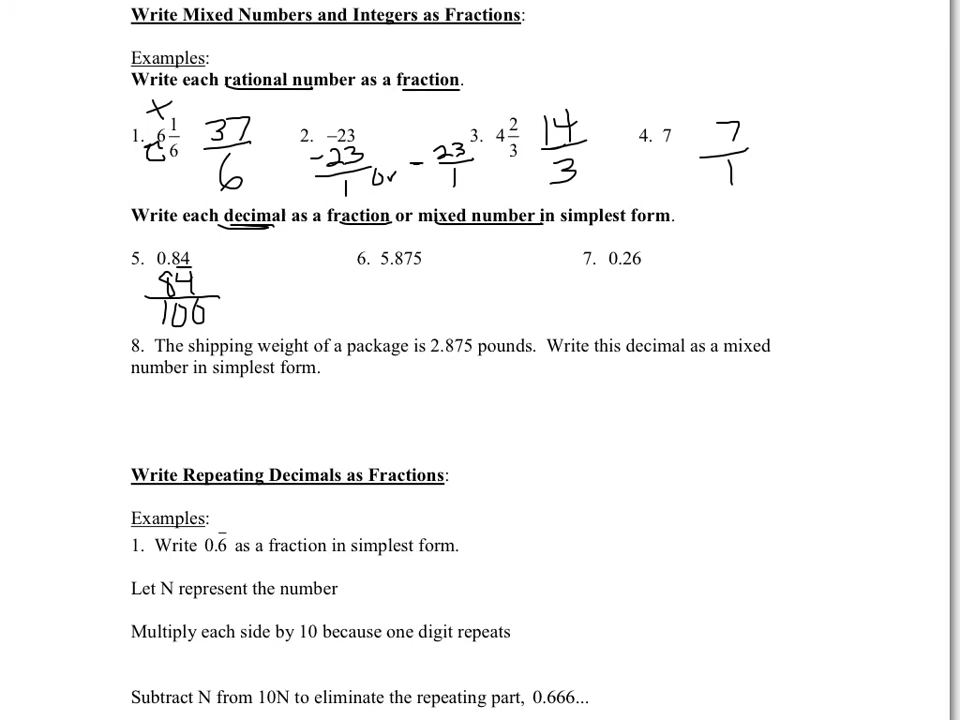 Write Mixed Numbers and Integers as Fractions:
Examples:
Write each rational number as a fraction.
1. 6 1/6 37/6 2. –23 -23/1 or - 23/1 3. 4 2/3 14/3 4. 7 7/1
Write each decimal as a fraction or mixed number in simplest form.
5. 0.84 6. 5.875 7. 0.26
84/100
8. The shipping weight of a package is 2.875 pounds. Write this decimal as a mixed
number in simplest form.
Write Repeating Decimals as Fractions:
Examples:
1. Write 0.6̅ as a fraction in simplest form.
Let N represent the number
Multiply each side by 10 because one digit repeats
Subtract N from 10N to eliminate the repeating part, 0.666...